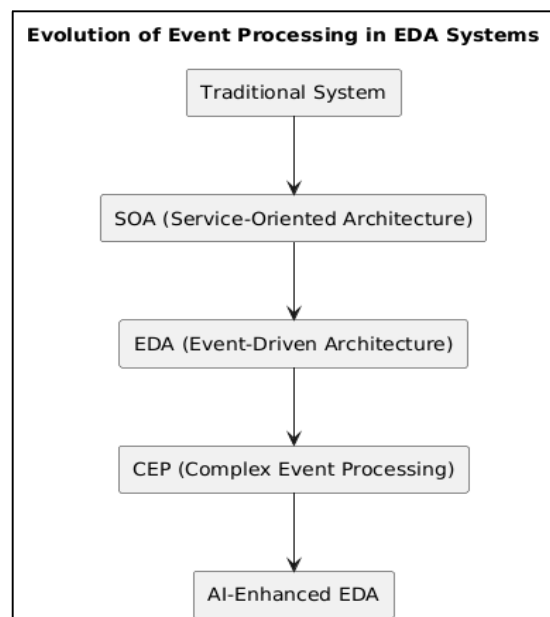 Evolution of Event Processing in EDA Systems
Traditional System
SOA (Service-Oriented Architecture)
EDA (Event-Driven Architecture)
CEP (Complex Event Processing)
AI-Enhanced EDA